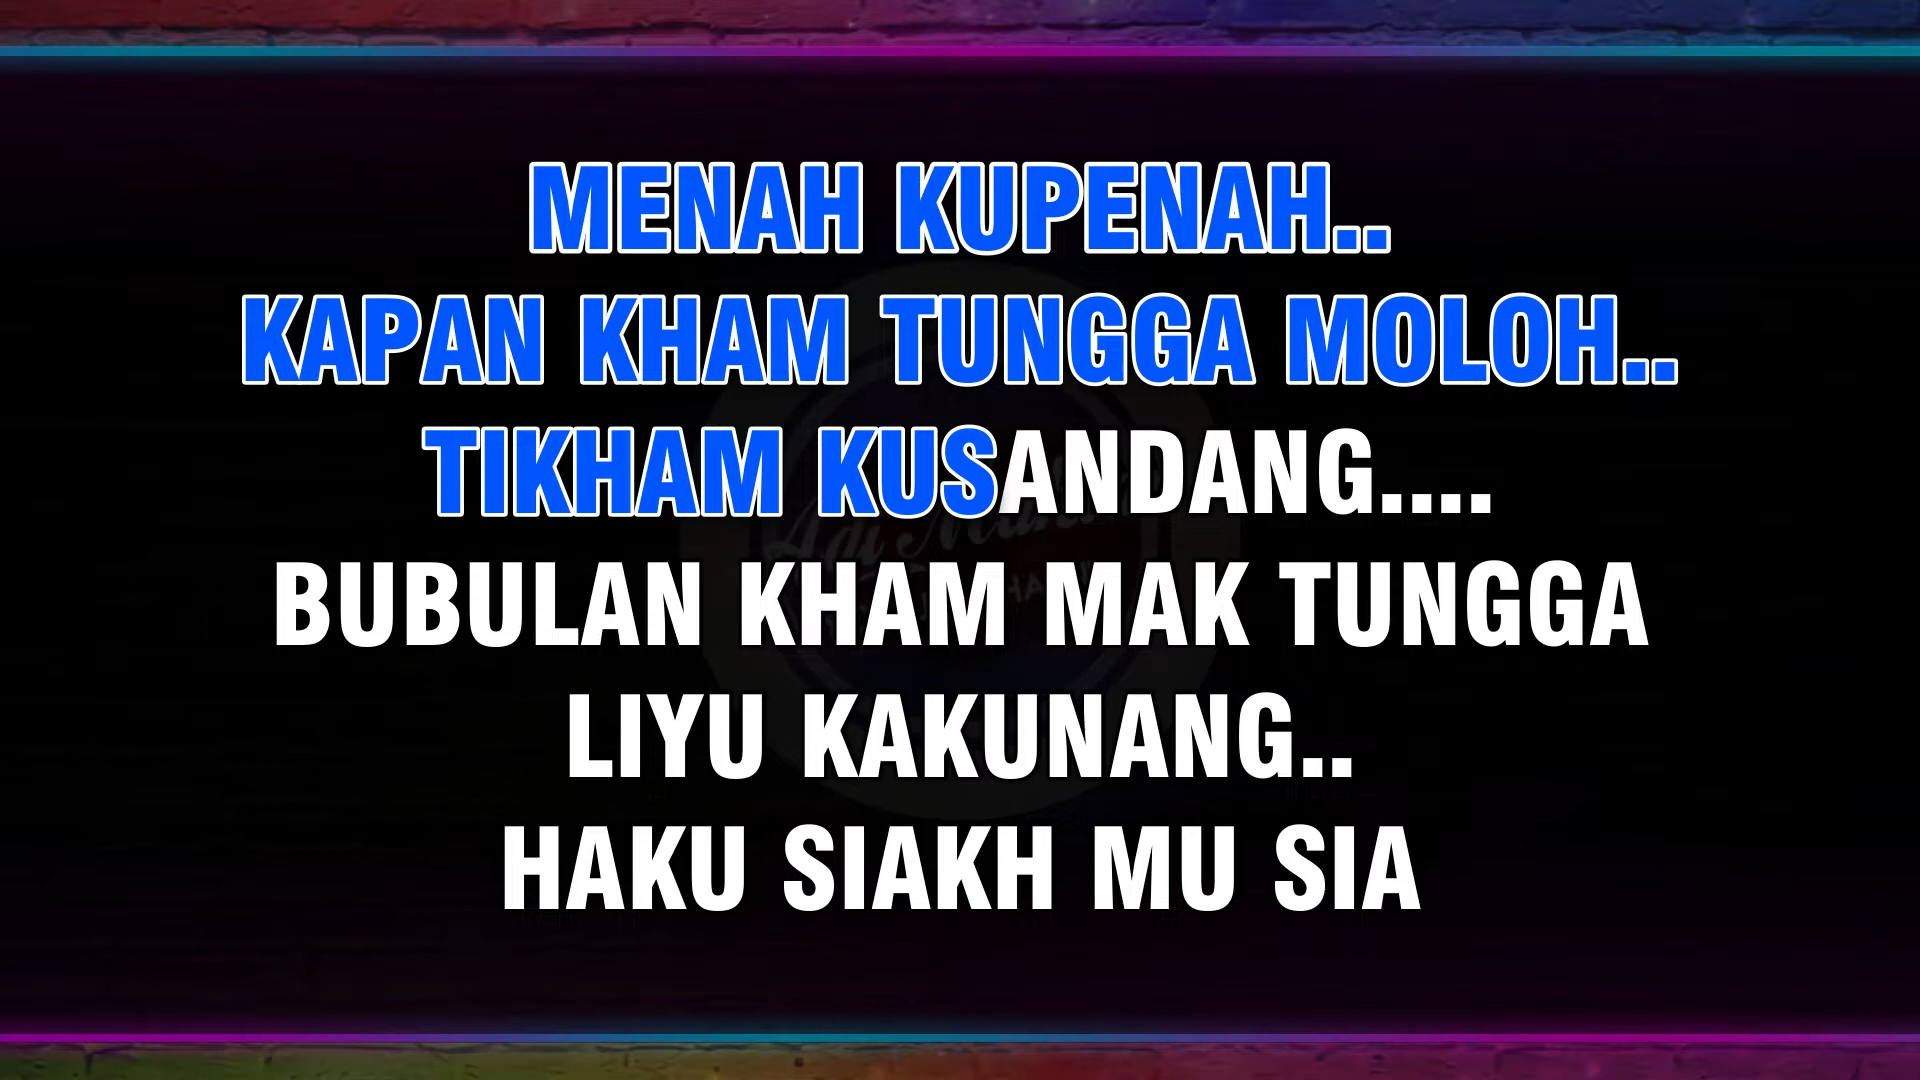 MENAH KUPENAH..
KAPAN KHAM TUNGGA MOLOH..
TIKHAM KUSANDANG....
BUBULAN KHAM MAK TUNGGA
LIYU KAKUNANG..
HAKU SIAKH MU SIA